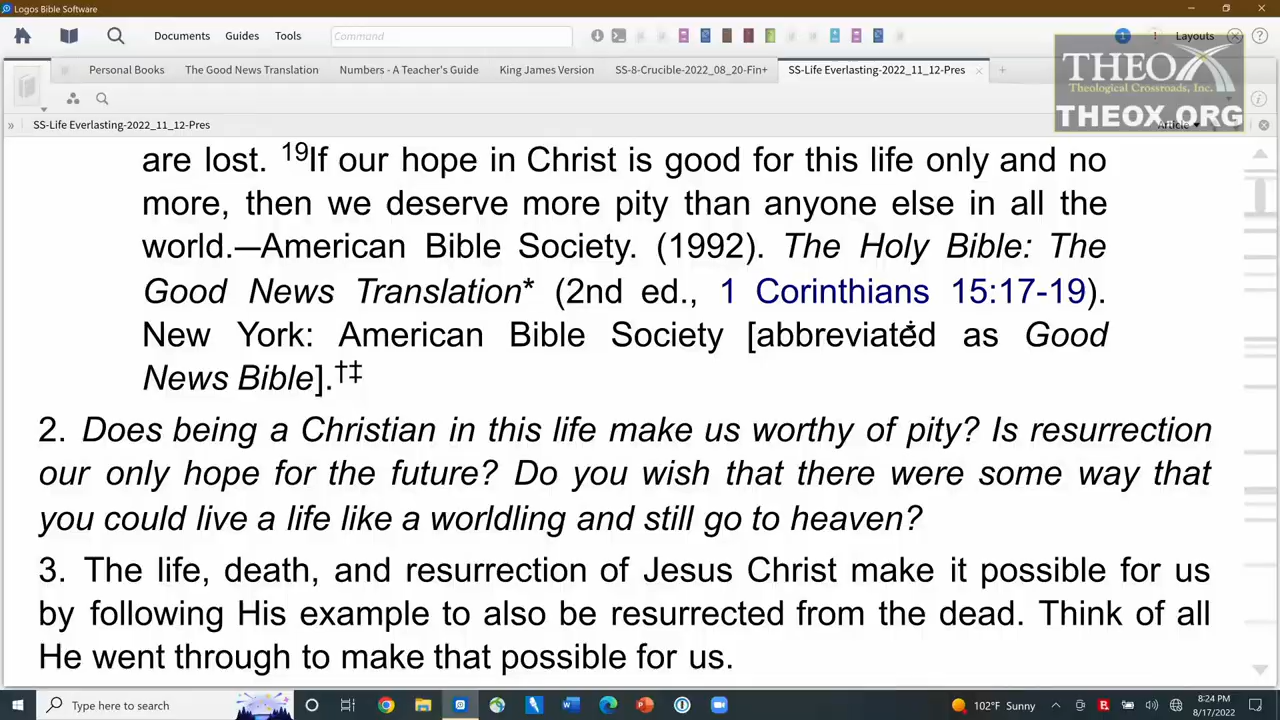 Logos Bible Software
Documents Guides Tools Command 1 Layouts
Personal Books The Good News Translation Numbers - A Teacher's Guide King James Version SS-8-Crucible-2022_08_20-Fin+ SS-Life Everlasting-2022_11_12-Pres
THEOX
Theological Crossroads, Inc.
THEOX.ORG
SS-Life Everlasting-2022_11_12-Pres Article
are lost. 19If our hope in Christ is good for this life only and no
more, then we deserve more pity than anyone else in all the
world.—American Bible Society. (1992). The Holy Bible: The
Good News Translation* (2nd ed., 1 Corinthians 15:17-19).
New York: American Bible Society [abbreviated as Good
News Bible].†‡
2. Does being a Christian in this life make us worthy of pity? Is resurrection
our only hope for the future? Do you wish that there were some way that
you could live a life like a worldling and still go to heaven?
3. The life, death, and resurrection of Jesus Christ make it possible for us
by following His example to also be resurrected from the dead. Think of all
He went through to make that possible for us.
Type here to search 102°F Sunny 8:24 PM
8/17/2022